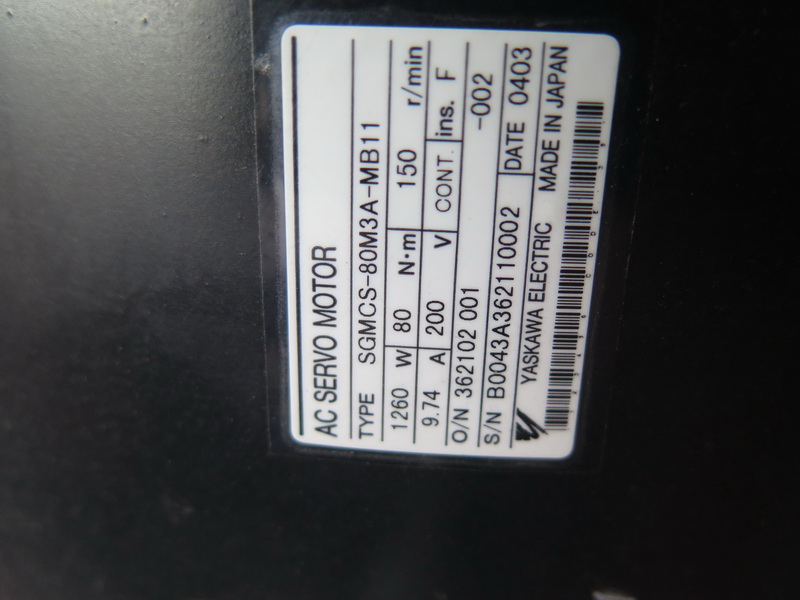 AC SERVO MOTOR
TYPE SGMCS-80M3A-MB11
1260 W 80 N·m 150 r/min
9.74 A 200 V CONT. ins. F
O/N 362102 001 -002
S/N B0043A362110002 DATE 0403
YASKAWA ELECTRIC MADE IN JAPAN